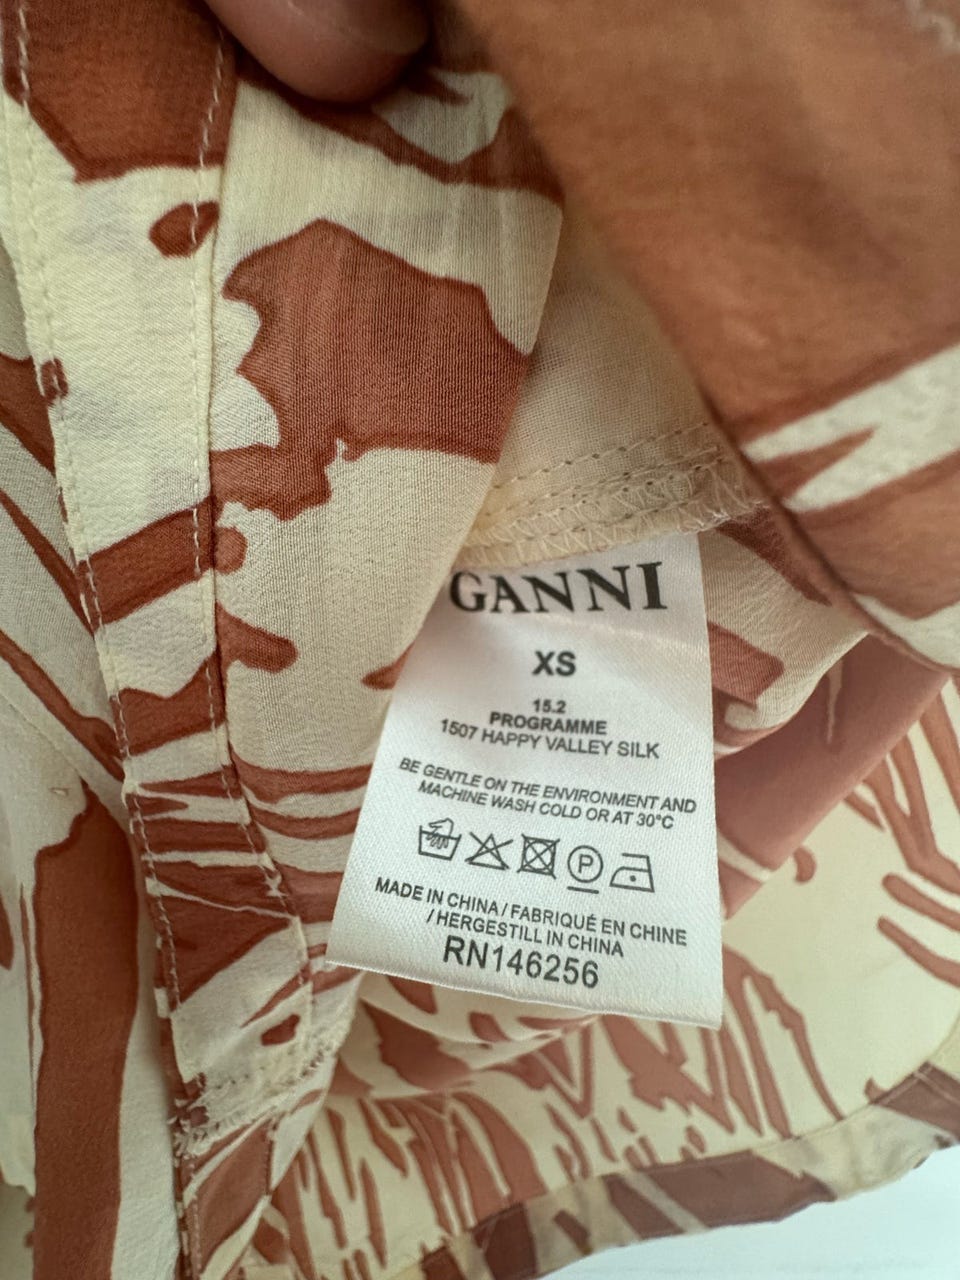 GANNI
XS
15.2
PROGRAMME
1507 HAPPY VALLEY SILK
BE GENTLE ON THE ENVIRONMENT AND
MACHINE WASH COLD OR AT 30°C
P
MADE IN CHINA / FABRIQUÉ EN CHINE
/ HERGESTILL IN CHINA
RN146256